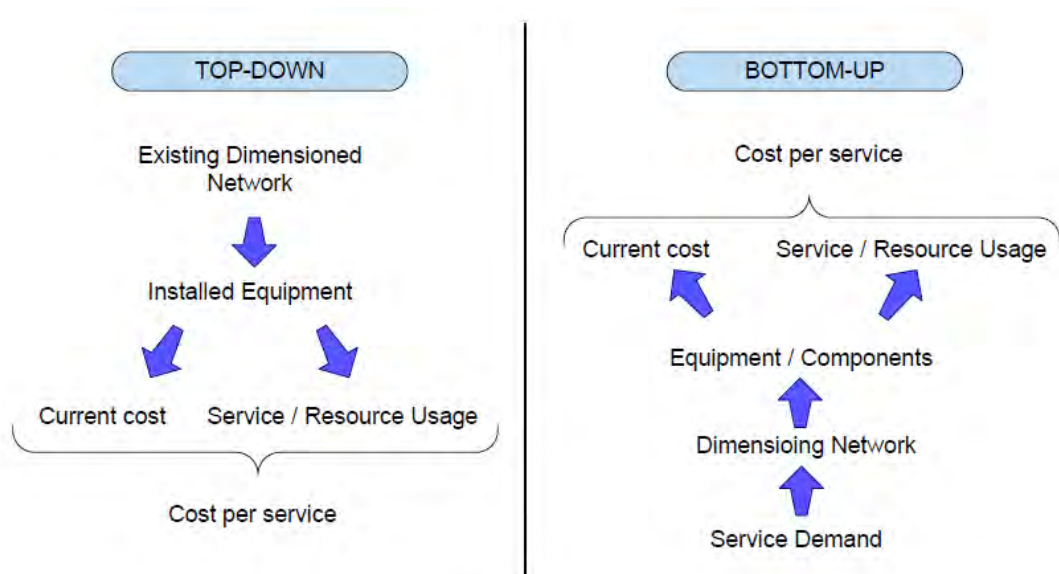 TOP-DOWN
Existing Dimensioned
Network
Installed Equipment
Current cost
Service / Resource Usage
Cost per service
BOTTOM-UP
Cost per service
Current cost
Service / Resource Usage
Equipment / Components
Dimensioing Network
Service Demand